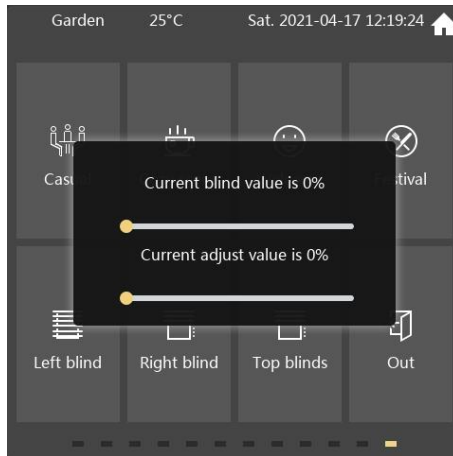 Garden 25°C Sat. 2021-04-17 12:19:24
Current blind value is 0%
Current adjust value is 0%
Left blind Right blind Top blinds Out